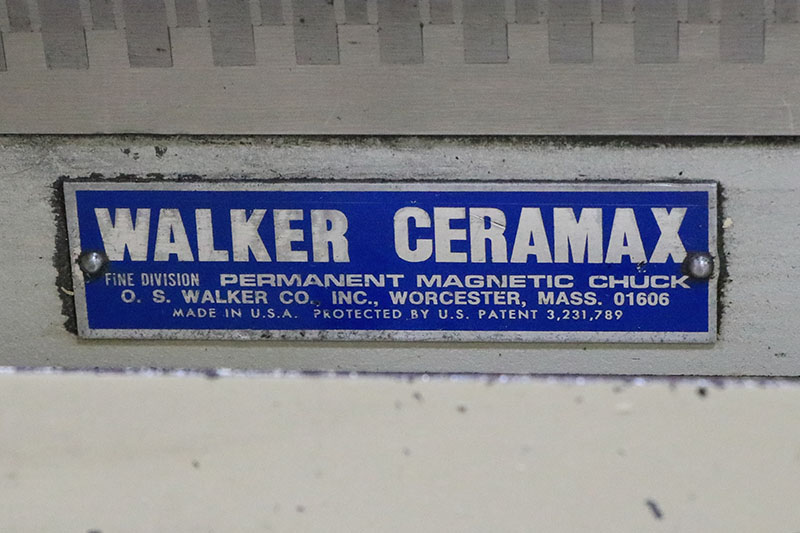 WALKER CERAMAX
FINE DIVISION PERMANENT MAGNETIC CHUCK
O. S. WALKER CO. INC., WORCESTER, MASS. 01606
MADE IN U.S.A. PROTECTED BY U.S. PATENT 3,231,789